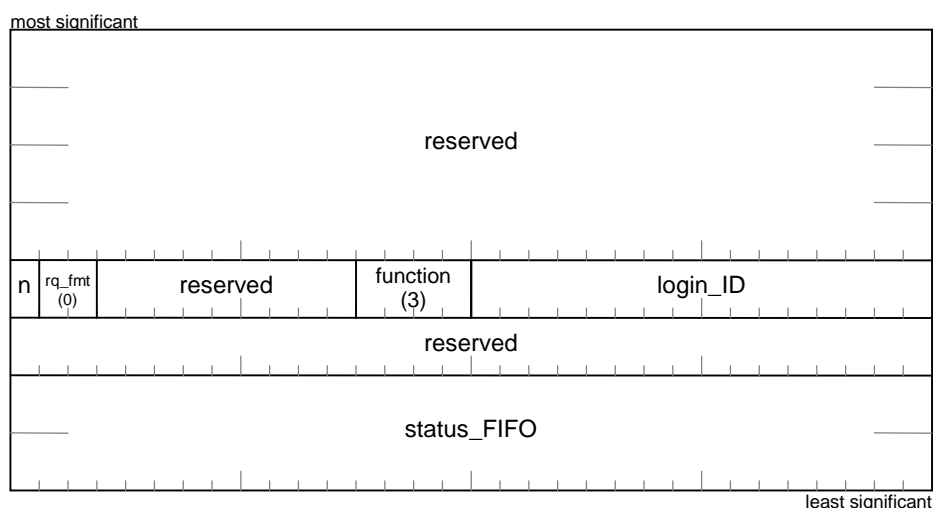 most significant
reserved
n rq_fmt (0) reserved function (3) login_ID
reserved
status_FIFO
least significant